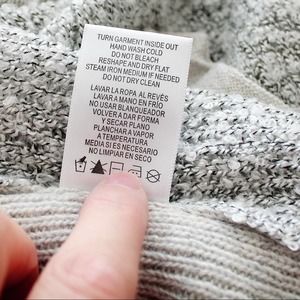 TURN GARMENT INSIDE OUT
HAND WASH COLD
DO NOT BLEACH
RESHAPE AND DRY FLAT
STEAM IRON MEDIUM IF NEEDED
DO NOT DRY CLEAN
LAVAR LA ROPA AL REVÉS
LAVAR A MANO EN FRÍO
NO USAR BLANQUEADOR
VOLVER A DAR FORMA
Y SECAR PLANO
PLANCHAR A VAPOR
A TEMPERATURA
MEDIA SI ES NECESARIO
NO LIMPIAR EN SECO